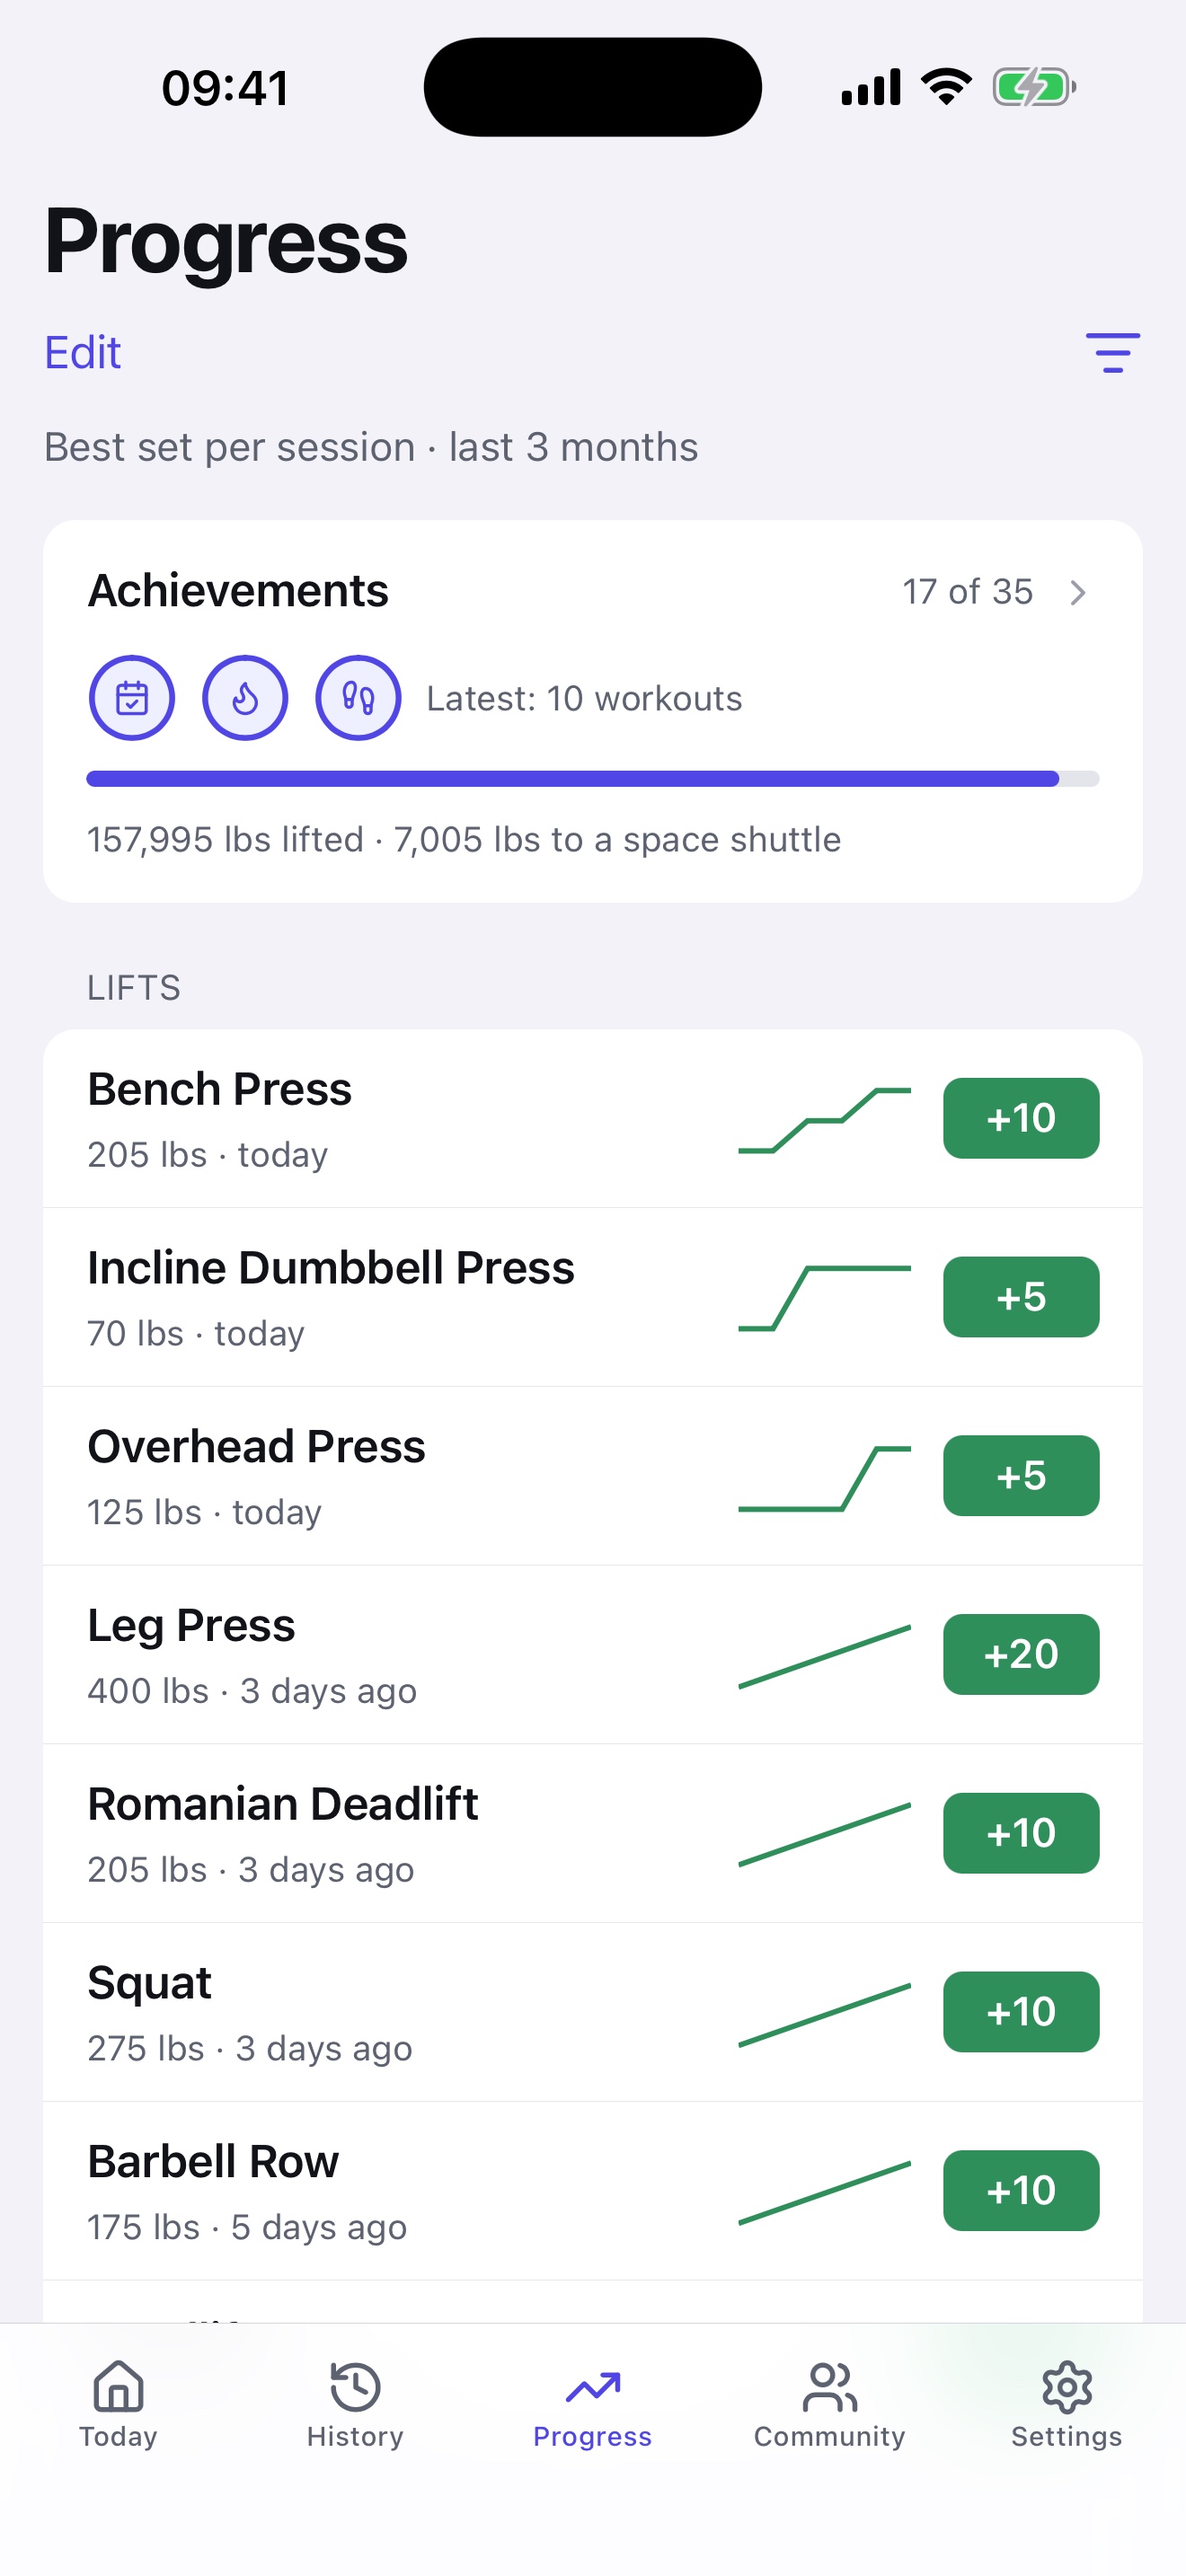 09:41
Progress
Edit
Best set per session · last 3 months
Achievements
17 of 35
Latest: 10 workouts
157,995 lbs lifted · 7,005 lbs to a space shuttle
LIFTS
Bench Press
205 lbs · today
+10
Incline Dumbbell Press
70 lbs · today
+5
Overhead Press
125 lbs · today
+5
Leg Press
400 lbs · 3 days ago
+20
Romanian Deadlift
205 lbs · 3 days ago
+10
Squat
275 lbs · 3 days ago
+10
Barbell Row
175 lbs · 5 days ago
+10
Today
History
Progress
Community
Settings